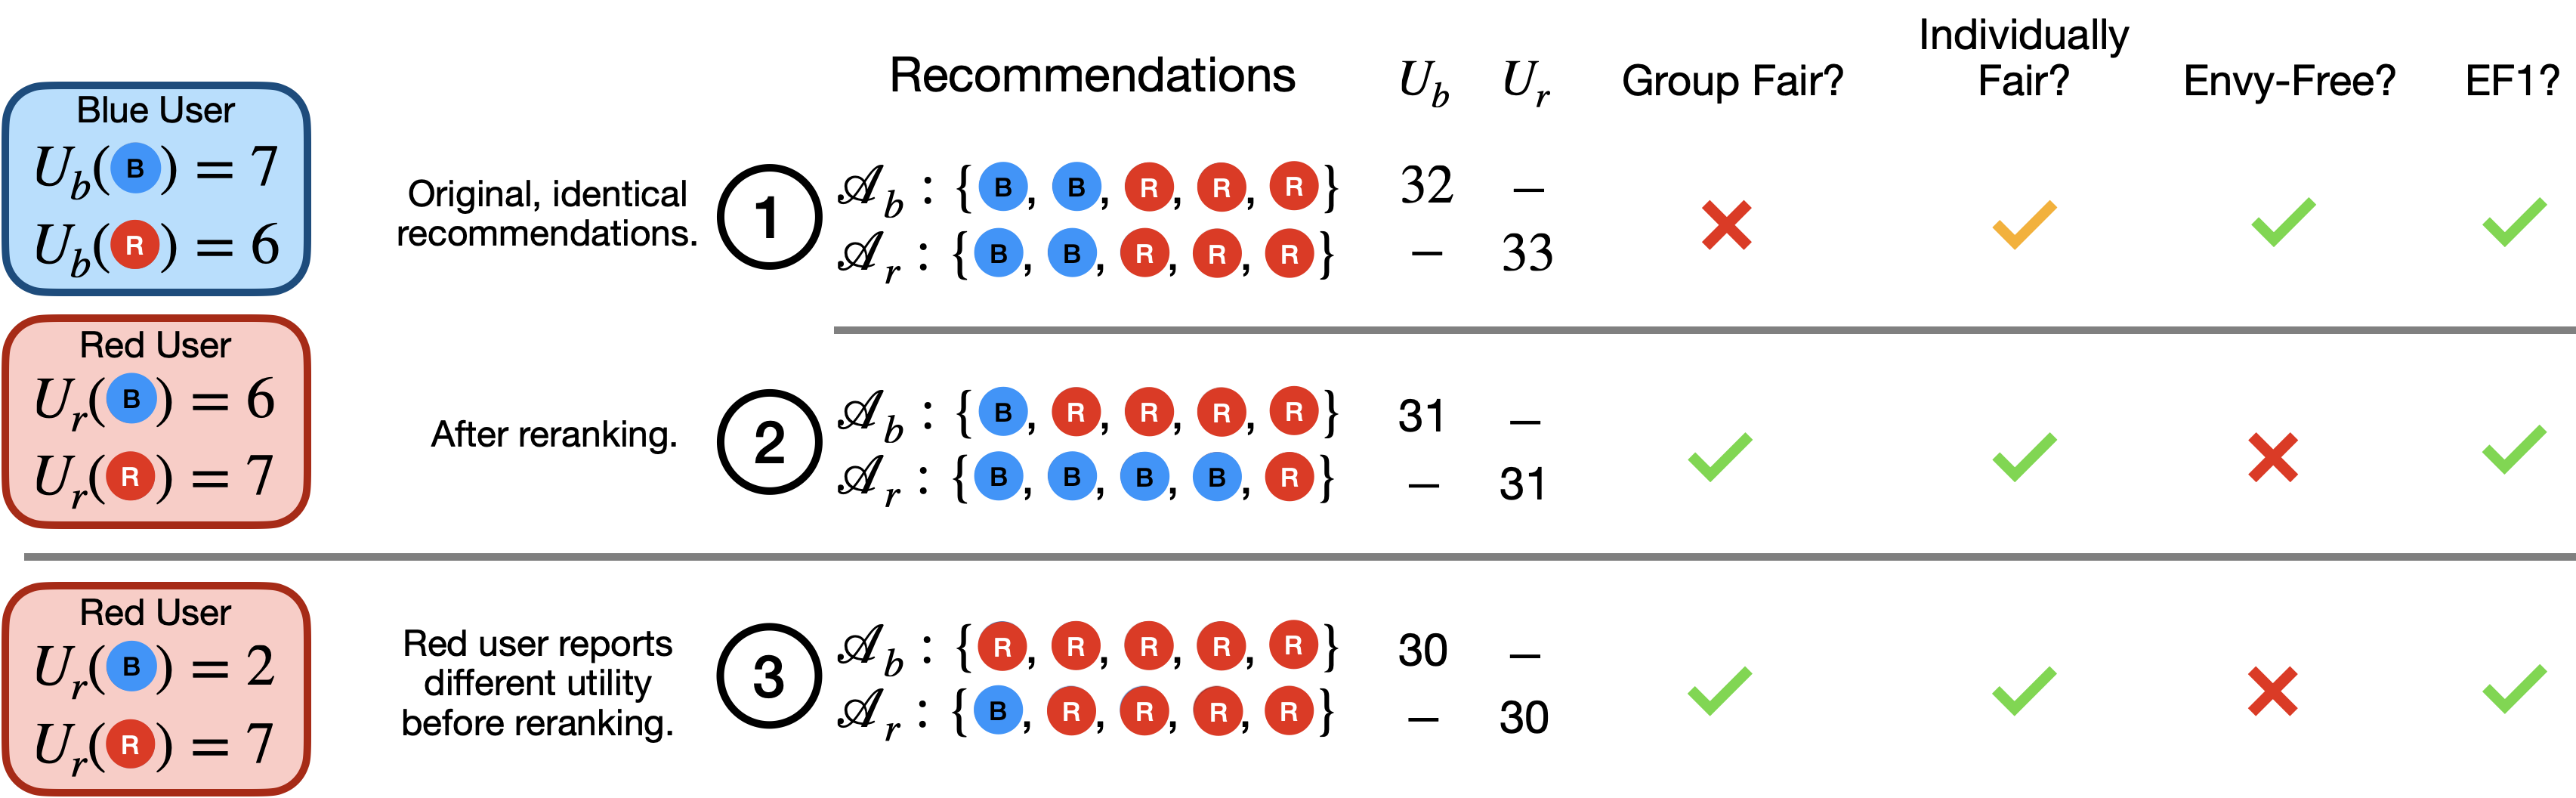 Recommendations U_b U_r Group Fair? Individually Fair? Envy-Free? EF1?
Blue User
U_b(B) = 7
U_b(R) = 6
Original, identical
recommendations.
1
𝒜_b : {B, B, R, R, R} 32 –
𝒜_r : {B, B, R, R, R} – 33
Red User
U_r(B) = 6
U_r(R) = 7
After reranking.
2
𝒜_b : {B, R, R, R, R} 31 –
𝒜_r : {B, B, B, B, R} – 31
Red User
U_r(B) = 2
U_r(R) = 7
Red user reports
different utility
before reranking.
3
𝒜_b : {R, R, R, R, R} 30 –
𝒜_r : {B, R, R, R, R} – 30